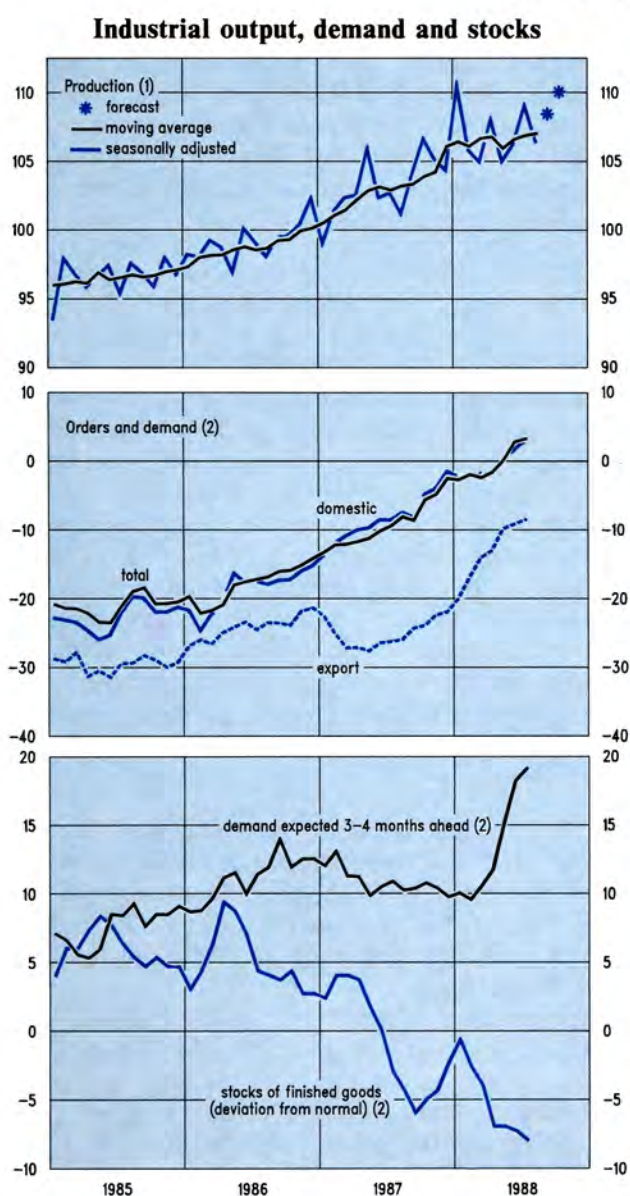 Industrial output, demand and stocks
Production (1)
forecast
moving average
seasonally adjusted
110 110
105 105
100 100
95 95
90 90
10 10
Orders and demand (2)
0 0
domestic
-10 -10
total
-20 -20
-30 -30
export
-40 -40
20 20
demand expected 3-4 months ahead (2)
15 15
10 10
5 5
0 0
stocks of finished goods
(deviation from normal) (2)
-5 -5
-10 -10
1985 1986 1987 1988